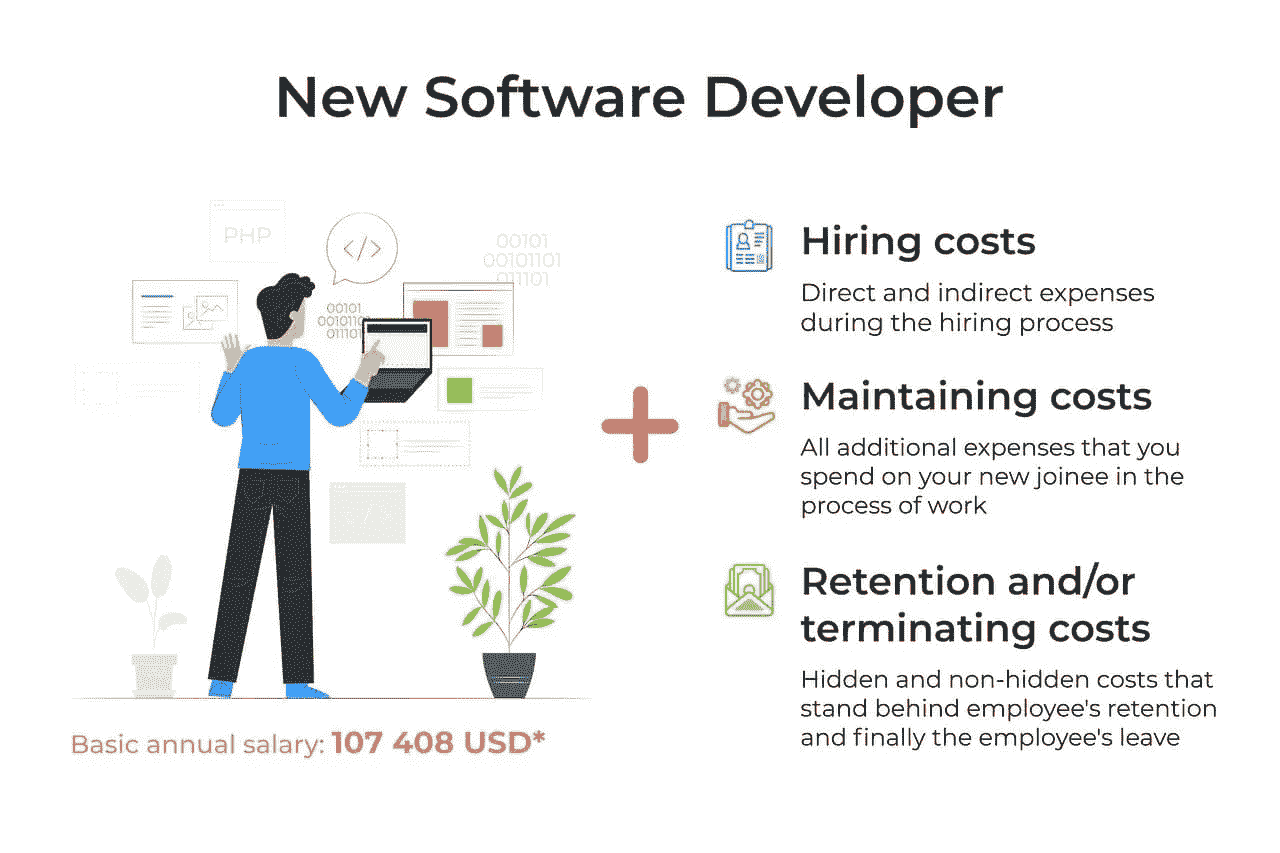 New Software Developer
PHP
</>
00101
00101101
011101
00101
0010110
01110
Hiring costs
Direct and indirect expenses
during the hiring process
Maintaining costs
All additional expenses that you
spend on your new joinee in the
process of work
Retention and/or
terminating costs
Hidden and non-hidden costs that
stand behind employee's retention
and finally the employee's leave
Basic annual salary: 107 408 USD*